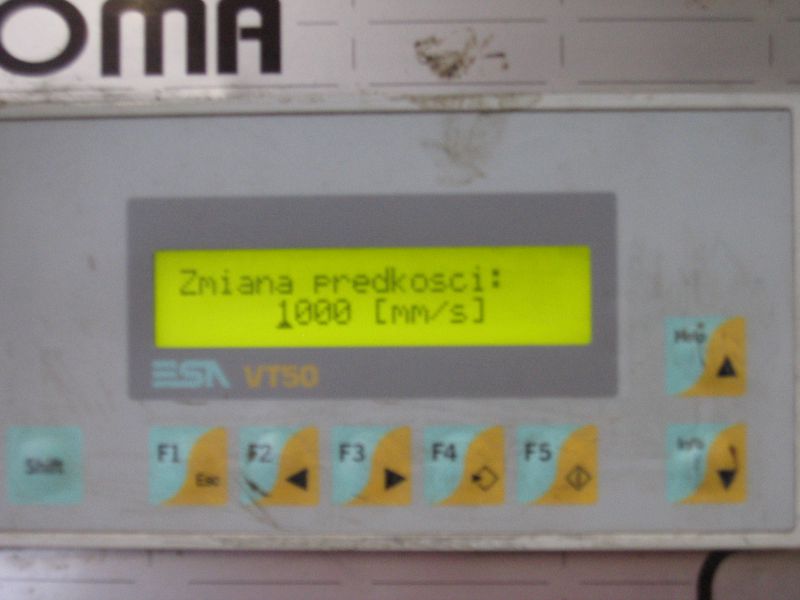 OMA
Zmiana predkosci:
1000 [mm/s]
ESA VT50
Shift
F1
Esc
F2
F3
F4
F5
Help
Info